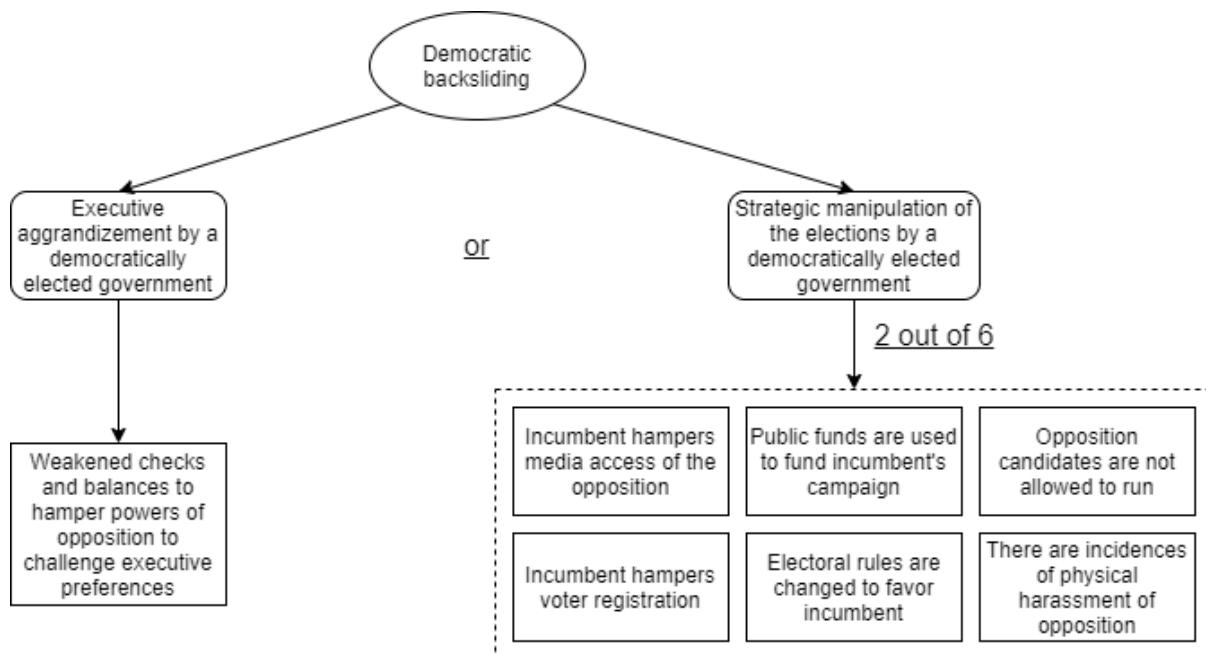 Democratic
backsliding
Executive
aggrandizement by a
democratically
elected government
or
Strategic manipulation of
the elections by a
democratically elected
government
2 out of 6
Weakened checks
and balances to
hamper powers of
opposition to
challenge executive
preferences
Incumbent hampers
media access of the
opposition
Public funds are used
to fund incumbent's
campaign
Opposition
candidates are not
allowed to run
Incumbent hampers
voter registration
Electoral rules are
changed to favor
incumbent
There are incidences
of physical
harassment of
opposition